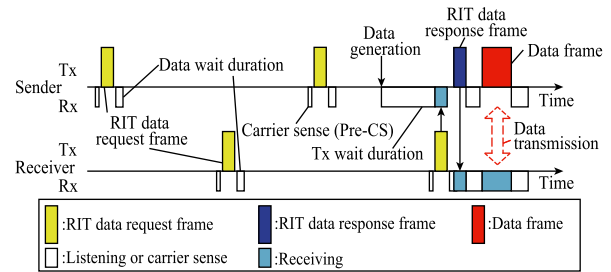 Data generation
RIT data response frame
Data frame
Tx
Sender
Rx
Data wait duration
Time
RIT data request frame
Carrier sense (Pre-CS)
Tx wait duration
Data transmission
Tx
Receiver
Rx
Time
:RIT data request frame
:RIT data response frame
:Data frame
:Listening or carrier sense
:Receiving